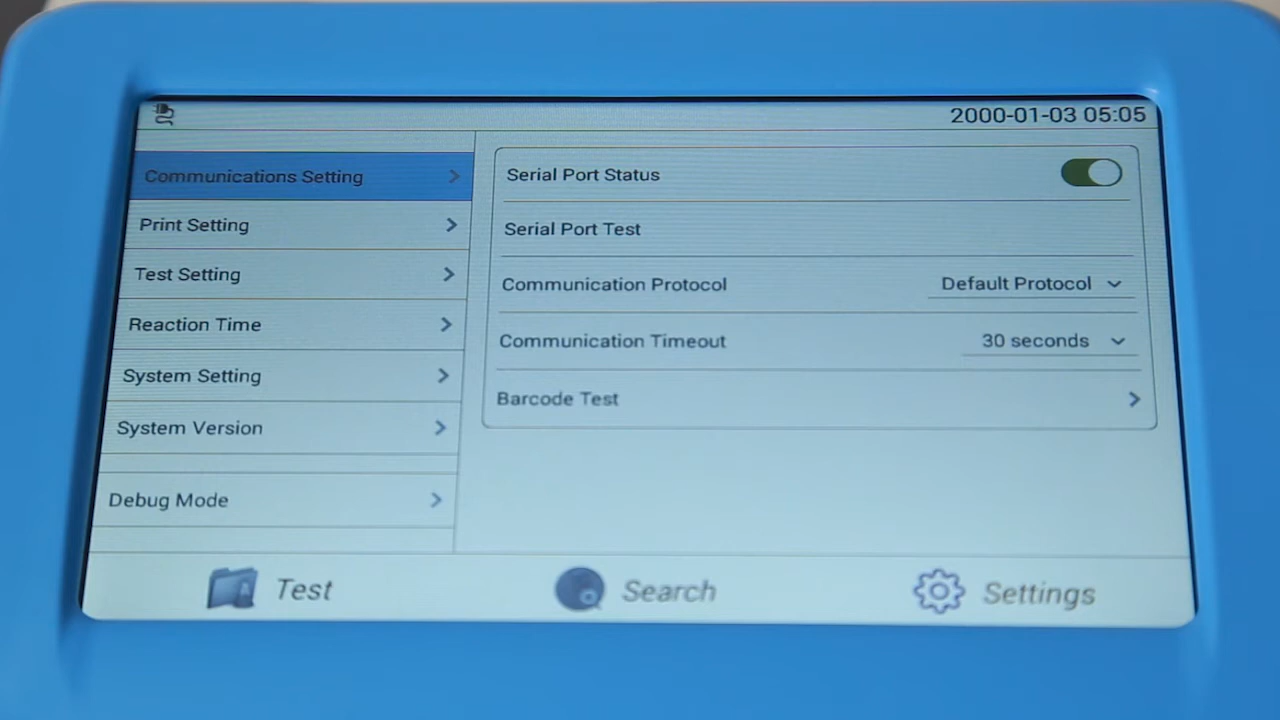 2000-01-03 05:05
Communications Setting
Print Setting
Test Setting
Reaction Time
System Setting
System Version
Debug Mode
Serial Port Status
Serial Port Test
Communication Protocol Default Protocol
Communication Timeout 30 seconds
Barcode Test
Test Search Settings